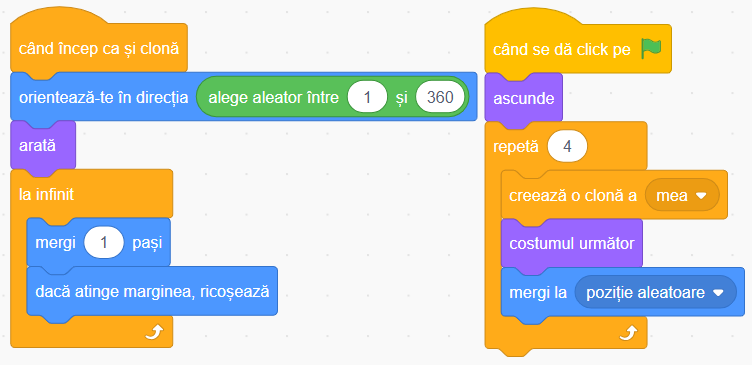 când încep ca și clonă
orientează-te în direcția alege aleator între 1 și 360
arată
la infinit
mergi 1 pași
dacă atinge marginea, ricoșează
când se dă click pe
ascunde
repetă 4
creează o clonă a mea
costumul următor
mergi la poziție aleatoare